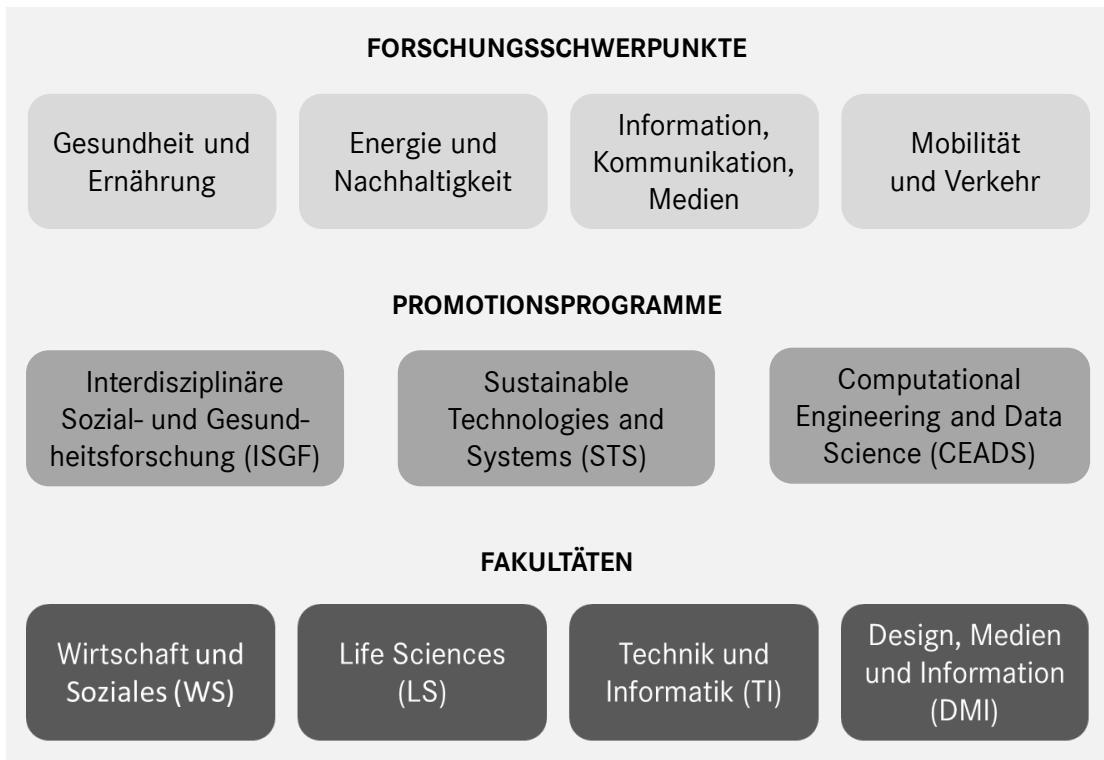 FORSCHUNGSSCHWERPUNKTE
Gesundheit und
Ernährung
Energie und
Nachhaltigkeit
Information,
Kommunikation,
Medien
Mobilität
und Verkehr
PROMOTIONSPROGRAMME
Interdisziplinäre
Sozial- und Gesund-
heitsforschung (ISGF)
Sustainable
Technologies and
Systems (STS)
Computational
Engineering and Data
Science (CEADS)
FAKULTÄTEN
Wirtschaft und
Soziales (WS)
Life Sciences
(LS)
Technik und
Informatik (TI)
Design, Medien
und Information
(DMI)